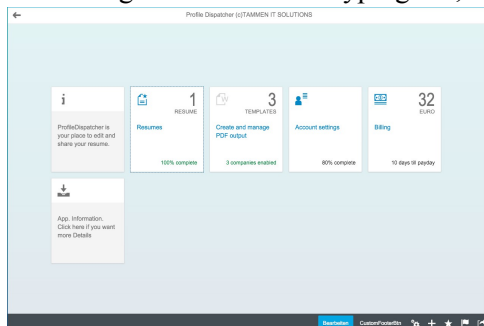 Profile Dispatcher (c)TAMMEN IT SOLUTIONS
ProfileDispatcher is
your place to edit and
share your resume.
1
RESUME
Resumes
100% complete
3
TEMPLATES
Create and manage
PDF output
3 companies enabled
Account settings
80% complete
32
EURO
Billing
10 days till payday
App. Information.
Click here if you want
more Details
Bearbeiten CustomFooterBtn